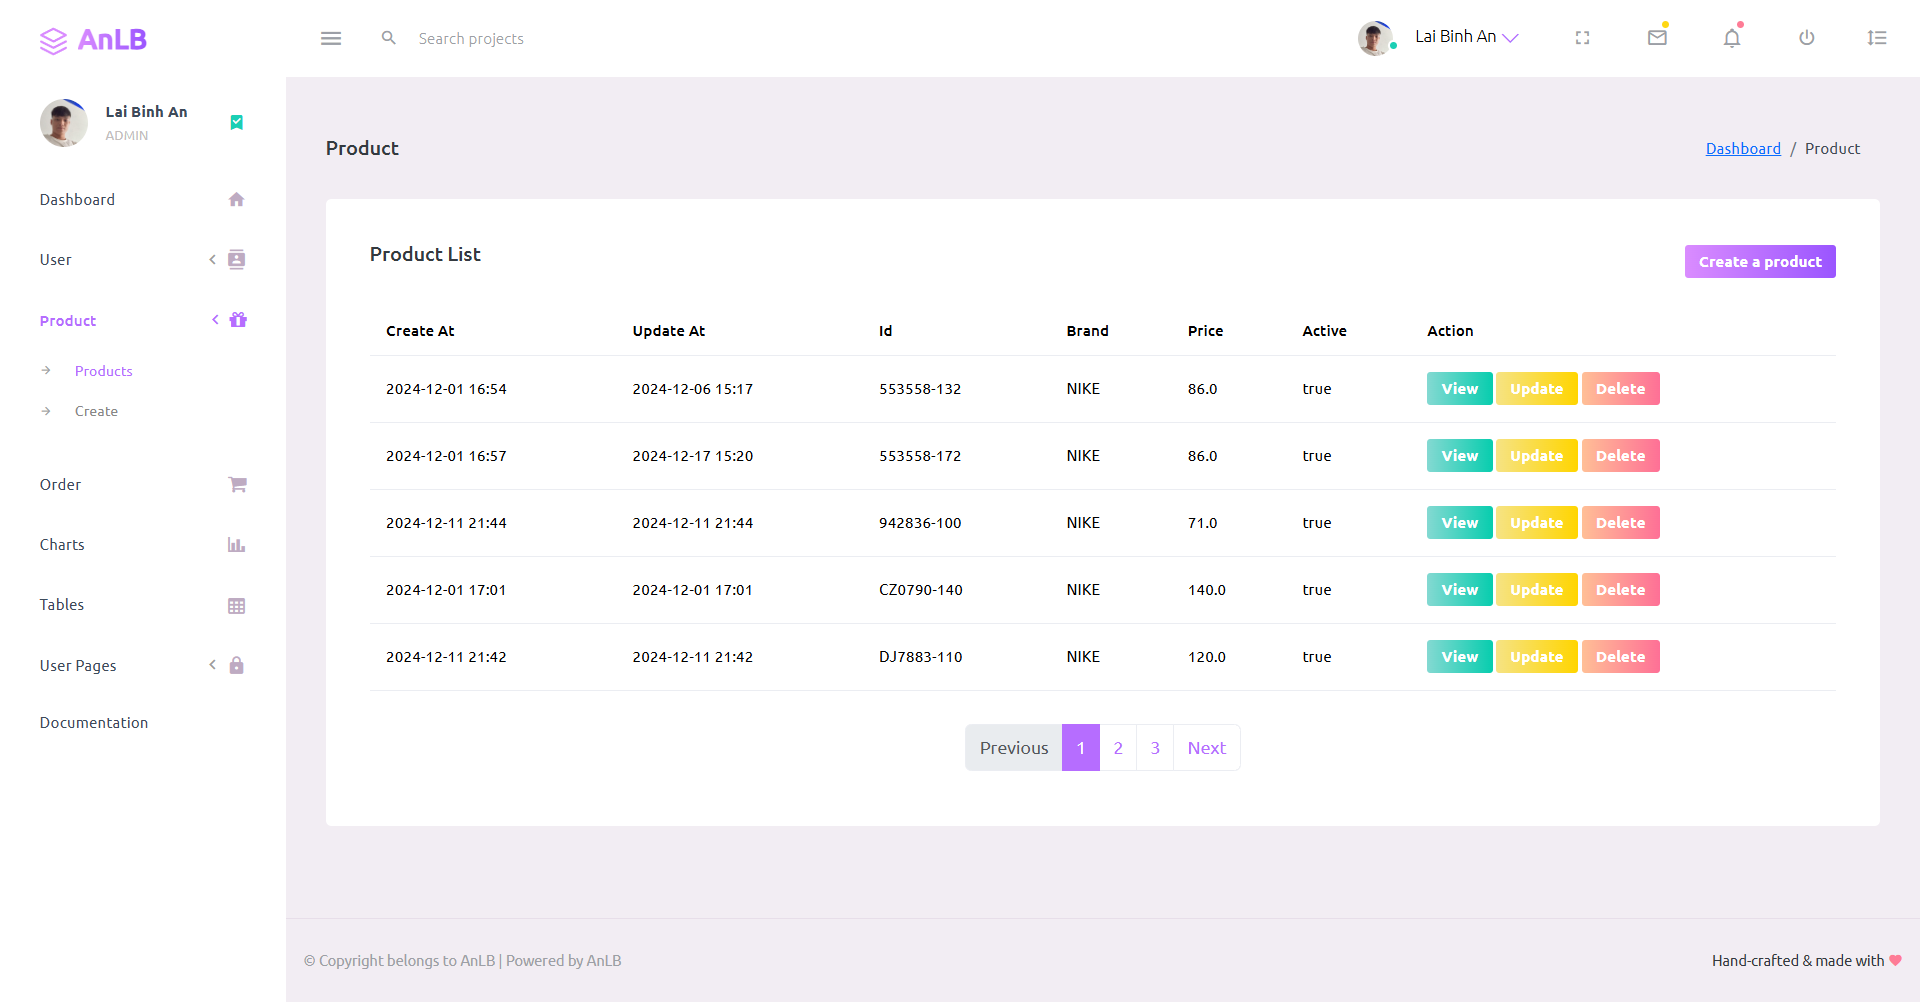 AnLB
Search projects
Lai Binh An
Lai Binh An
ADMIN
Dashboard
User
Product
Products
Create
Order
Charts
Tables
User Pages
Documentation
Product
Dashboard / Product
Product List
Create a product
Create At Update At Id Brand Price Active Action
2024-12-01 16:54 2024-12-06 15:17 553558-132 NIKE 86.0 true View Update Delete
2024-12-01 16:57 2024-12-17 15:20 553558-172 NIKE 86.0 true View Update Delete
2024-12-11 21:44 2024-12-11 21:44 942836-100 NIKE 71.0 true View Update Delete
2024-12-01 17:01 2024-12-01 17:01 CZ0790-140 NIKE 140.0 true View Update Delete
2024-12-11 21:42 2024-12-11 21:42 DJ7883-110 NIKE 120.0 true View Update Delete
Previous 1 2 3 Next
© Copyright belongs to AnLB | Powered by AnLB
Hand-crafted & made with